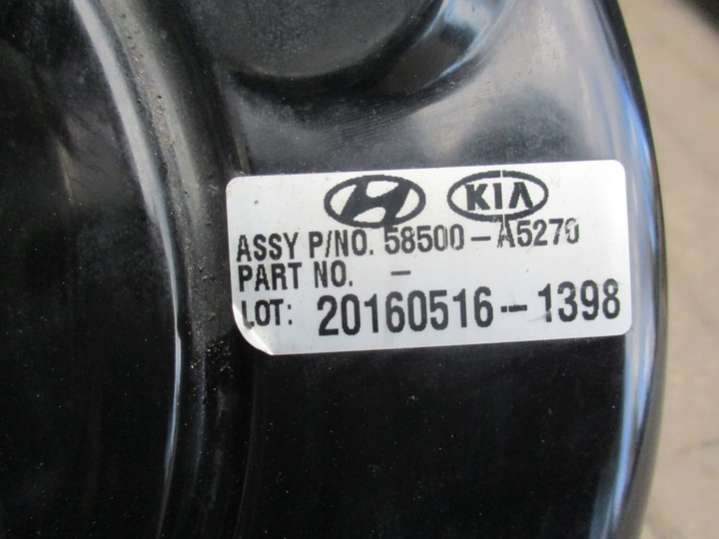 KIA
ASSY P/NO. 58500-A5270
PART NO. -
LOT: 20160516-1398